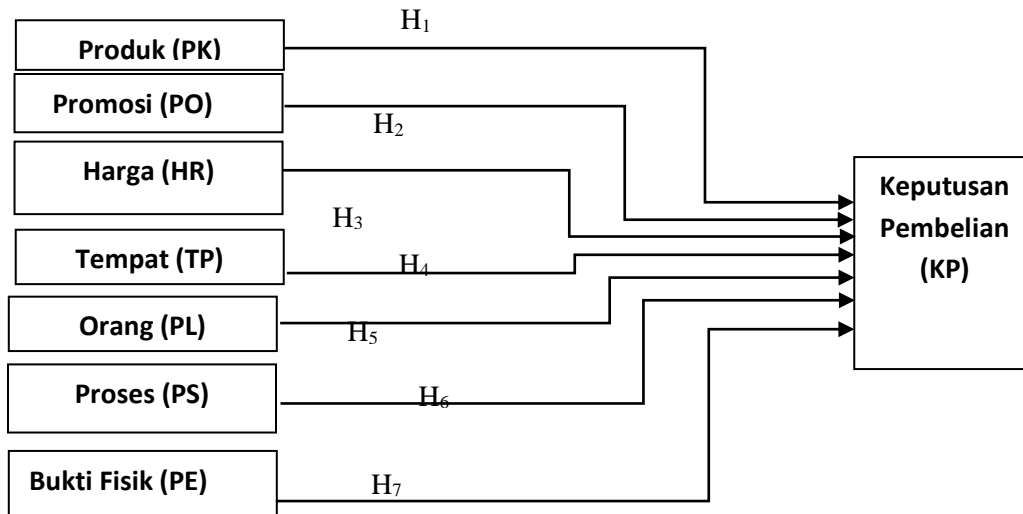 H₁
Produk (PK)
Promosi (PO)
H₂
Harga (HR)
H₃
Tempat (TP)
H₄
Orang (PL)
H₅
Proses (PS)
H₆
Bukti Fisik (PE)
H₇
Keputusan
Pembelian
(KP)